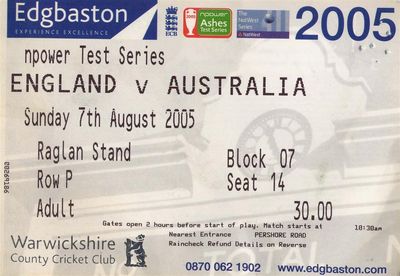 Edgbaston
EXPERIENCE EXCELLENCE
ECB
npower
Ashes
Test Series
The
NatWest
Series
NatWest
2005
npower Test Series
ENGLAND v AUSTRALIA
Sunday 7th August 2005
Raglan Stand Block 07
Row P Seat 14
Adult 30.00
Gates open 2 hours before start of play. Match starts at 10:30am
Nearest Entrance PERSHORE ROAD
Raincheck Refund Details on Reverse
Warwickshire
County Cricket Club
0870 062 1902
www.edgbaston.com